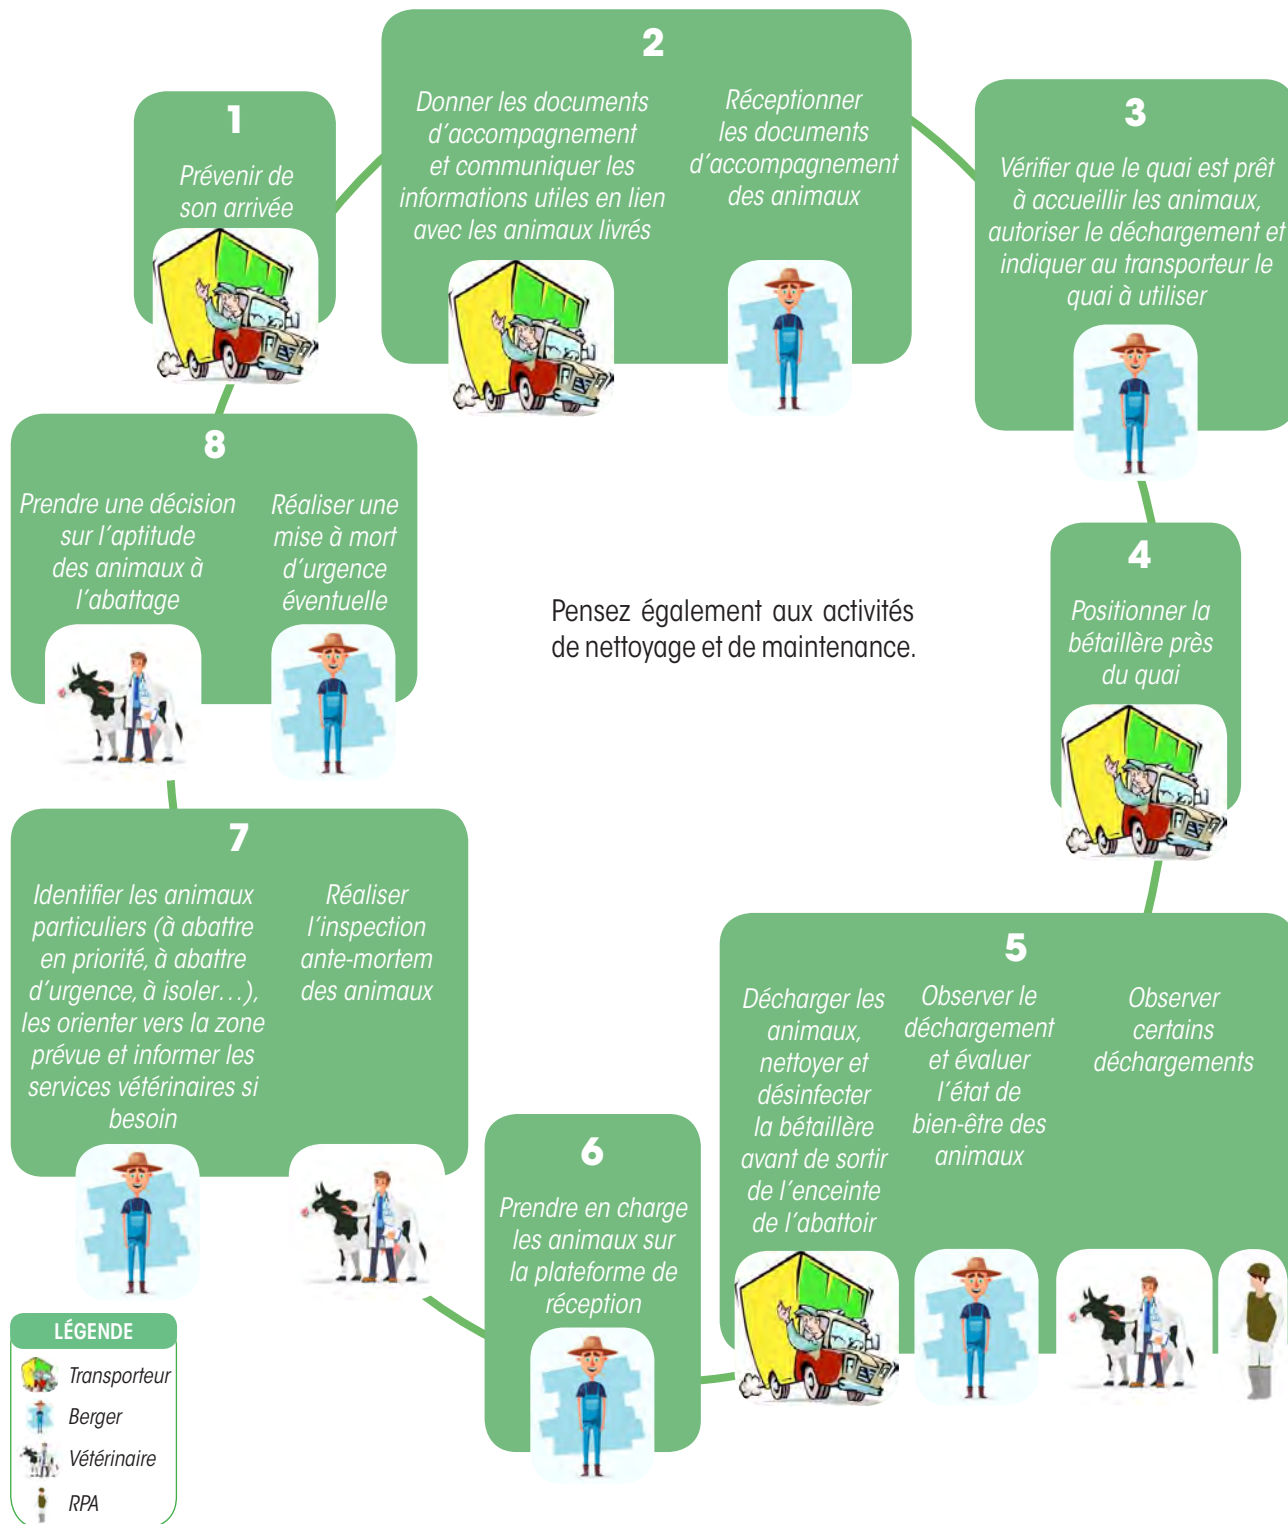 1
Prévenir de
son arrivée
2
Donner les documents
d'accompagnement
et communiquer les
informations utiles en lien
avec les animaux livrés
Réceptionner
les documents
d'accompagnement
des animaux
3
Vérifier que le quai est prêt
à accueillir les animaux,
autoriser le déchargement et
indiquer au transporteur le
quai à utiliser
4
Positionner la
bétaillère près
du quai
5
Décharger les
animaux,
nettoyer et
désinfecter
la bétaillère
avant de sortir
de l'enceinte
de l'abattoir
Observer le
déchargement
et évaluer
l'état de
bien-être des
animaux
Observer
certains
déchargements
6
Prendre en charge
les animaux sur
la plateforme de
réception
7
Identifier les animaux
particuliers (à abattre
en priorité, à abattre
d'urgence, à isoler…),
les orienter vers la zone
prévue et informer les
services vétérinaires si
besoin
Réaliser
l'inspection
ante-mortem
des animaux
8
Prendre une décision
sur l'aptitude
des animaux à
l'abattage
Réaliser une
mise à mort
d'urgence
éventuelle
Pensez également aux activités
de nettoyage et de maintenance.
LÉGENDE
Transporteur
Berger
Vétérinaire
RPA